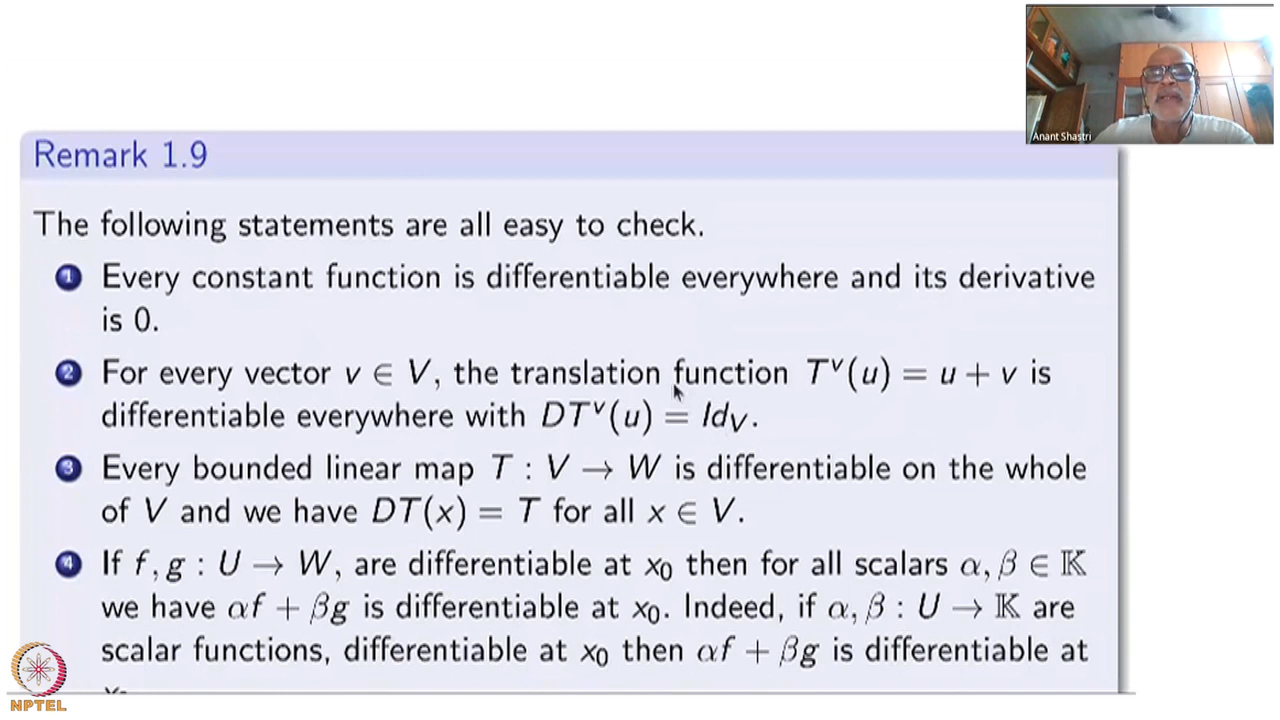 Anant Shastri
Remark 1.9
The following statements are all easy to check.
1 Every constant function is differentiable everywhere and its derivative
is 0.
2 For every vector v ∈ V, the translation function Tᵛ(u) = u + v is
differentiable everywhere with DTᵛ(u) = Id_V.
3 Every bounded linear map T : V → W is differentiable on the whole
of V and we have DT(x) = T for all x ∈ V.
4 If f, g : U → W, are differentiable at x₀ then for all scalars α, β ∈ 𝕂
we have αf + βg is differentiable at x₀. Indeed, if α, β : U → 𝕂 are
scalar functions, differentiable at x₀ then αf + βg is differentiable at
NPTEL